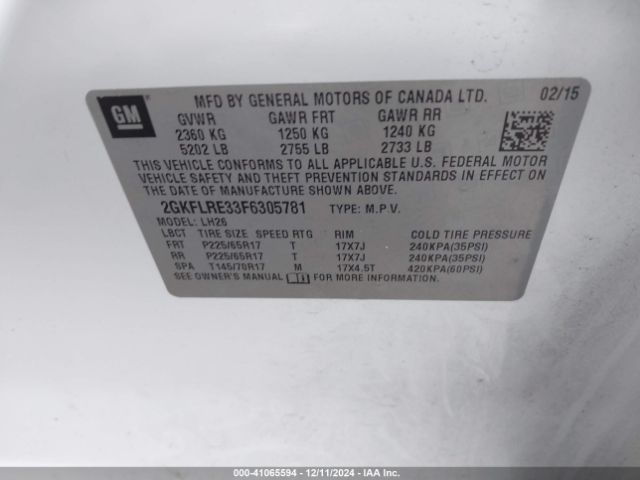 GM
MFD BY GENERAL MOTORS OF CANADA LTD. 02/15
GVWR GAWR FRT GAWR RR
2360 KG 1250 KG 1240 KG
5202 LB 2755 LB 2733 LB
THIS VEHICLE CONFORMS TO ALL APPLICABLE U.S. FEDERAL MOTOR
VEHICLE SAFETY AND THEFT PREVENTION STANDARDS IN EFFECT ON
THE DATE OF MANUFACTURE SHOWN ABOVE.
2GKFLRE33F6305781 TYPE: M.P.V.
MODEL: LH26
LBCT TIRE SIZE SPEED RTG RIM COLD TIRE PRESSURE
FRT P225/65R17 T 17X7J 240KPA(35PSI)
RR P225/65R17 T 17X7J 240KPA(35PSI)
SPA T145/70R17 M 17X4.5T 420KPA(60PSI)
SEE OWNER'S MANUAL FOR MORE INFORMATION.
© Copyright - 41065594 - 12/11/2024 - IAA Inc.